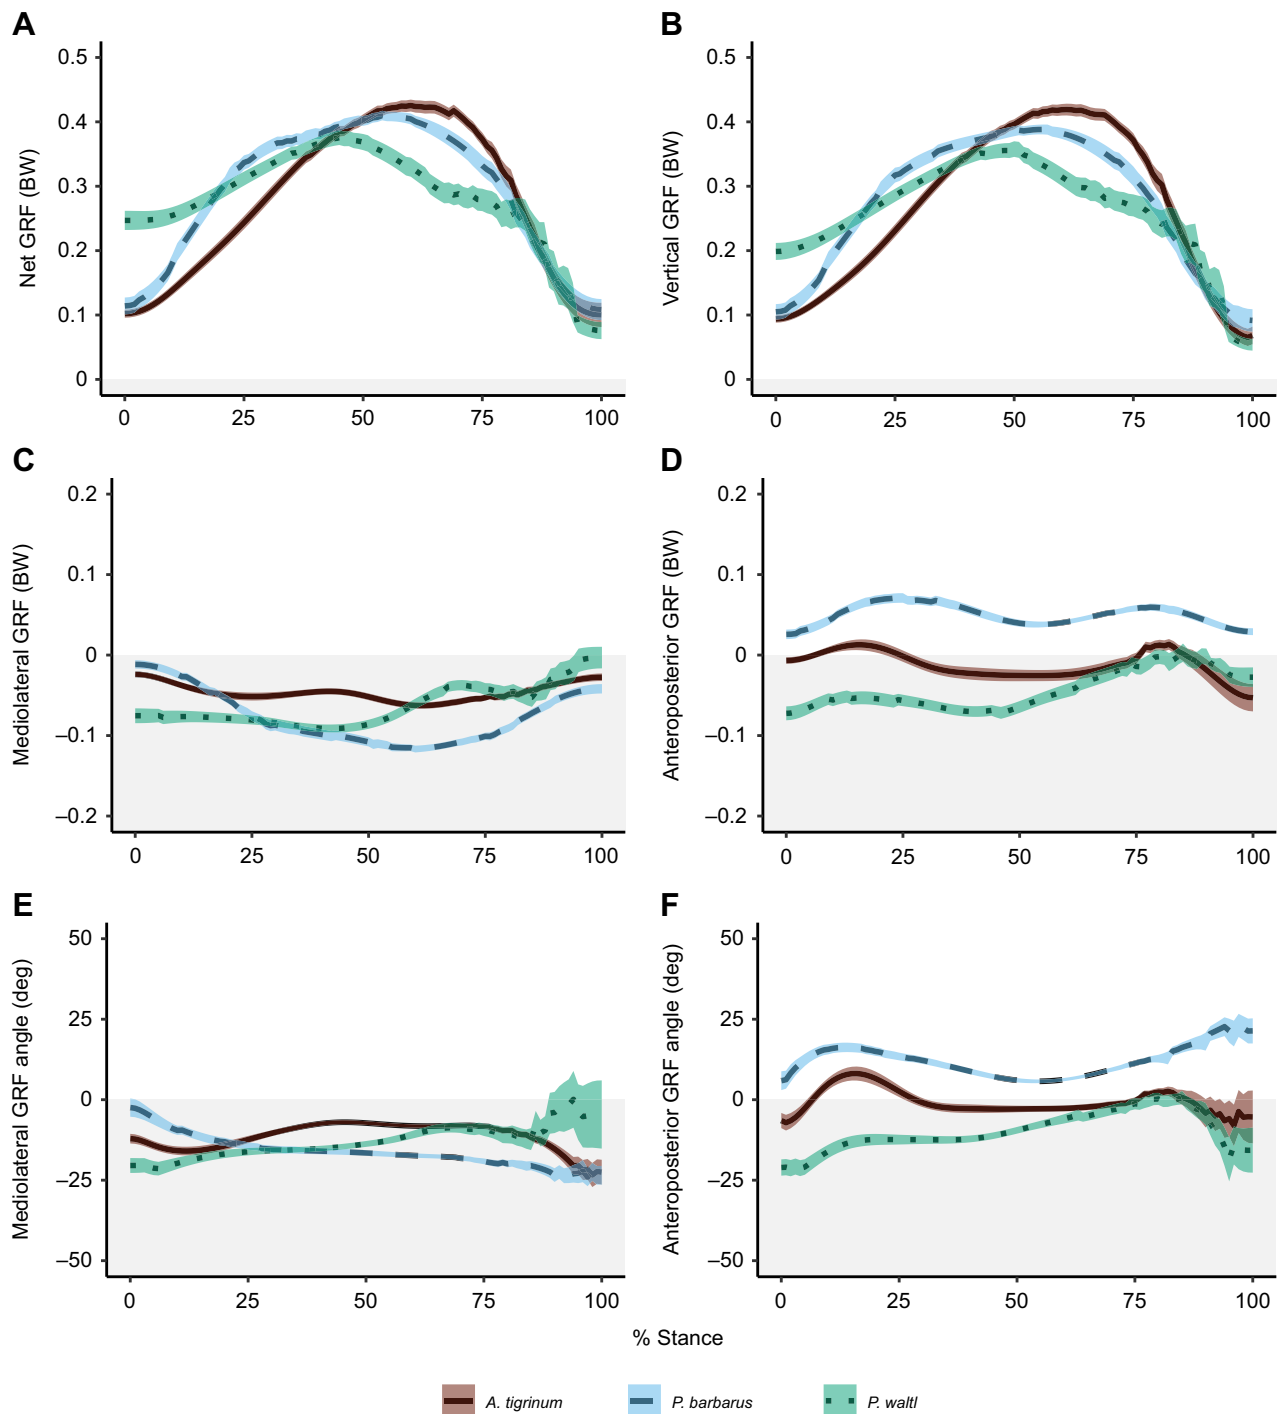 A
B
0.5
0.4
0.3
0.2
0.1
0
Net GRF (BW)
0 25 50 75 100
0.5
0.4
0.3
0.2
0.1
0
Vertical GRF (BW)
0 25 50 75 100
C
D
0.2
0.1
0
–0.1
–0.2
Mediolateral GRF (BW)
0 25 50 75 100
0.2
0.1
0
–0.1
–0.2
Anteroposterior GRF (BW)
0 25 50 75 100
E
F
50
25
0
–25
–50
Mediolateral GRF angle (deg)
0 25 50 75 100
50
25
0
–25
–50
Anteroposterior GRF angle (deg)
0 25 50 75 100
% Stance
A. tigrinum P. barbarus P. waltl